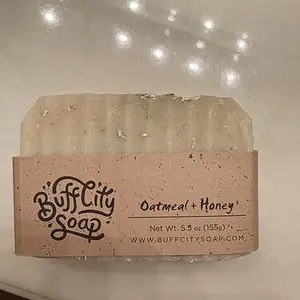 Buff City
Soap
Oatmeal + Honey
Net Wt. 5.5 oz (155g)
WWW.BUFFCITYSOAP.COM